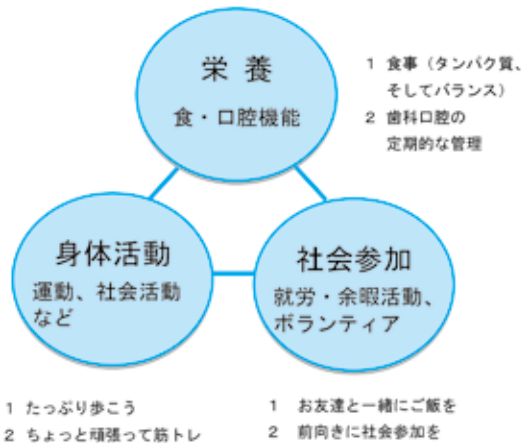 栄 養
食・口腔機能
1 食事（タンパク質、
そしてバランス）
2 歯科口腔の
定期的な管理
身体活動
運動、社会活動
など
社会参加
就労・余暇活動、
ボランティア
1 たっぷり歩こう
2 ちょっと頑張って筋トレ
1 お友達と一緒にご飯を
2 前向きに社会参加を